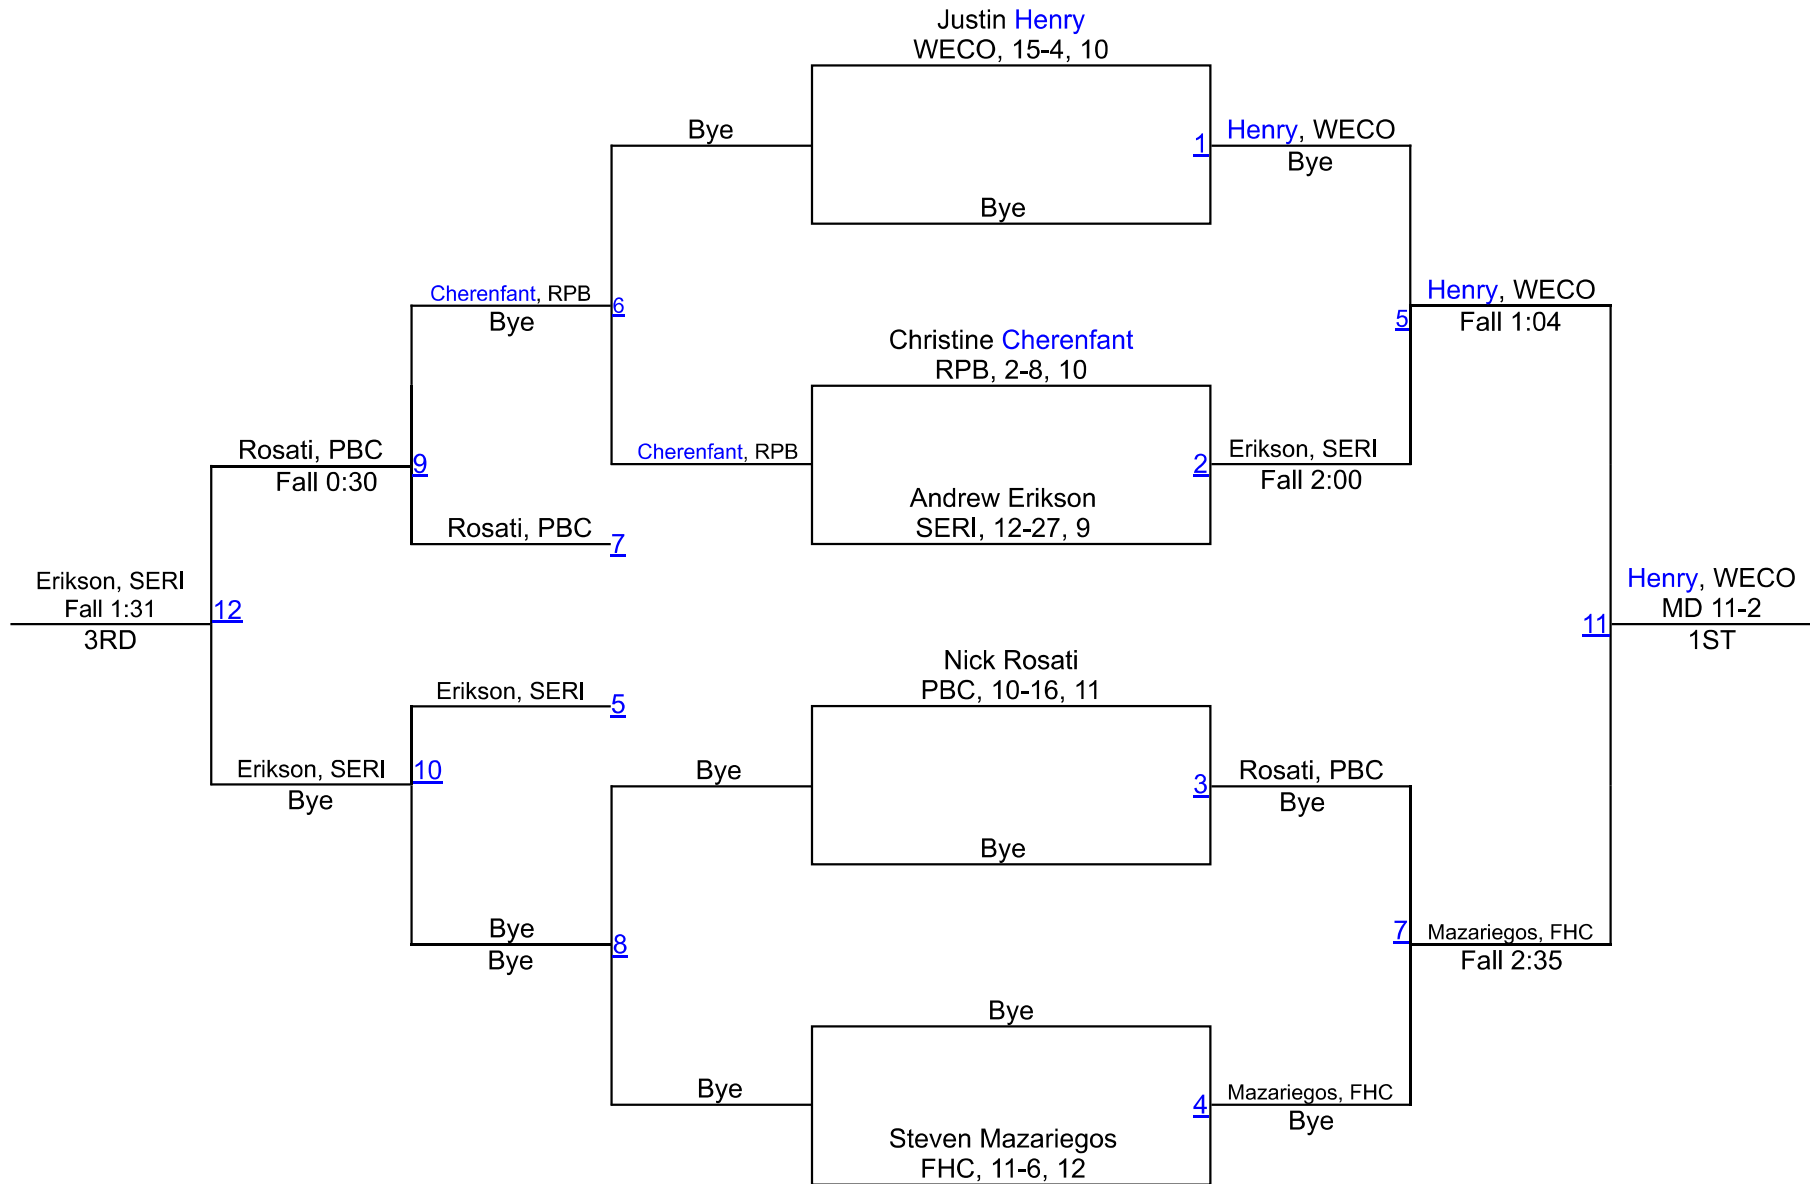 Justin Henry
WECO, 15-4, 10
Bye
1
Henry, WECO
Bye
Bye
Cherenfant, RPB
Bye
6
Henry, WECO
Fall 1:04
5
Christine Cherenfant
RPB, 2-8, 10
Rosati, PBC
Fall 0:30
9
Cherenfant, RPB
2
Erikson, SERI
Fall 2:00
Andrew Erikson
SERI, 12-27, 9
Rosati, PBC
7
Erikson, SERI
Fall 1:31
3RD
12
Henry, WECO
MD 11-2
1ST
11
Nick Rosati
PBC, 10-16, 11
Erikson, SERI
5
Erikson, SERI
Bye
10
Bye
3
Rosati, PBC
Bye
Bye
Bye
Bye
8
7
Mazariegos, FHC
Fall 2:35
Bye
Bye
4
Mazariegos, FHC
Bye
Steven Mazariegos
FHC, 11-6, 12